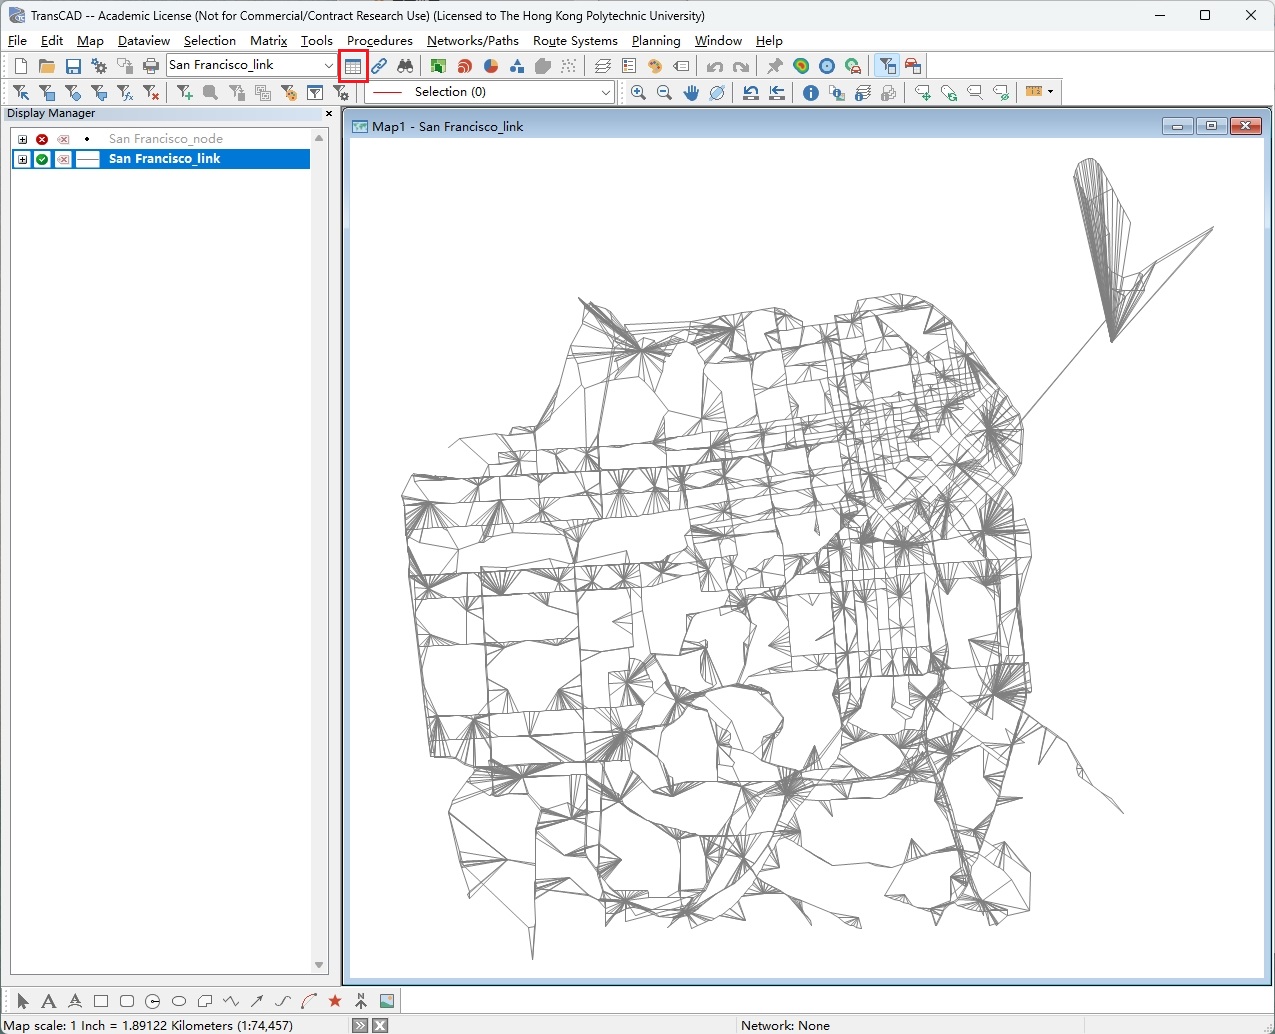 TransCAD -- Academic License (Not for Commercial/Contract Research Use) (Licensed to The Hong Kong Polytechnic University)
File Edit Map Dataview Selection Matrix Tools Procedures Networks/Paths Route Systems Planning Window Help
San Francisco_link
Selection (0)
Display Manager
San Francisco_node
San Francisco_link
Map1 - San Francisco_link
Map scale: 1 Inch = 1.89122 Kilometers (1:74,457)
Network: None